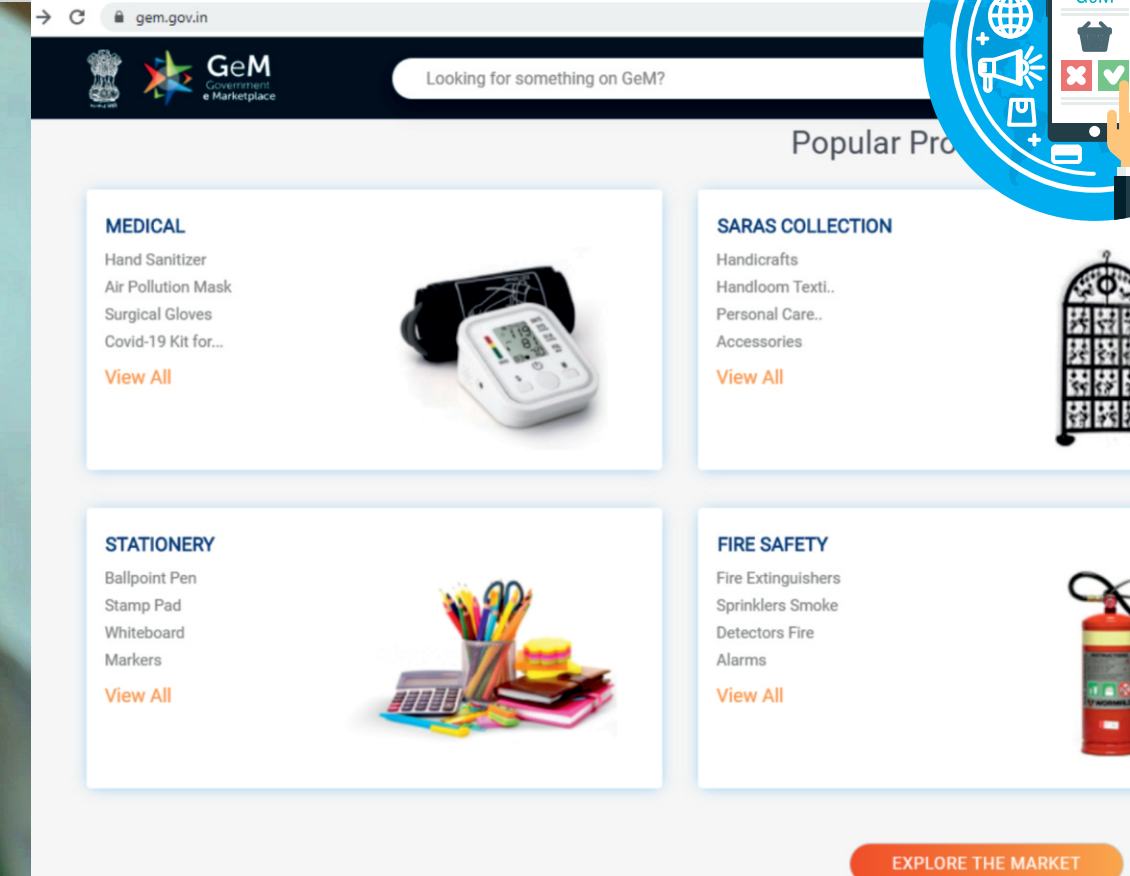 gem.gov.in
GeM
Government
e Marketplace
Looking for something on GeM?
Popular Pro
MEDICAL
Hand Sanitizer
Air Pollution Mask
Surgical Gloves
Covid-19 Kit for...
View All
SARAS COLLECTION
Handicrafts
Handloom Texti..
Personal Care..
Accessories
View All
STATIONERY
Ballpoint Pen
Stamp Pad
Whiteboard
Markers
View All
FIRE SAFETY
Fire Extinguishers
Sprinklers Smoke
Detectors Fire
Alarms
View All
EXPLORE THE MARKET